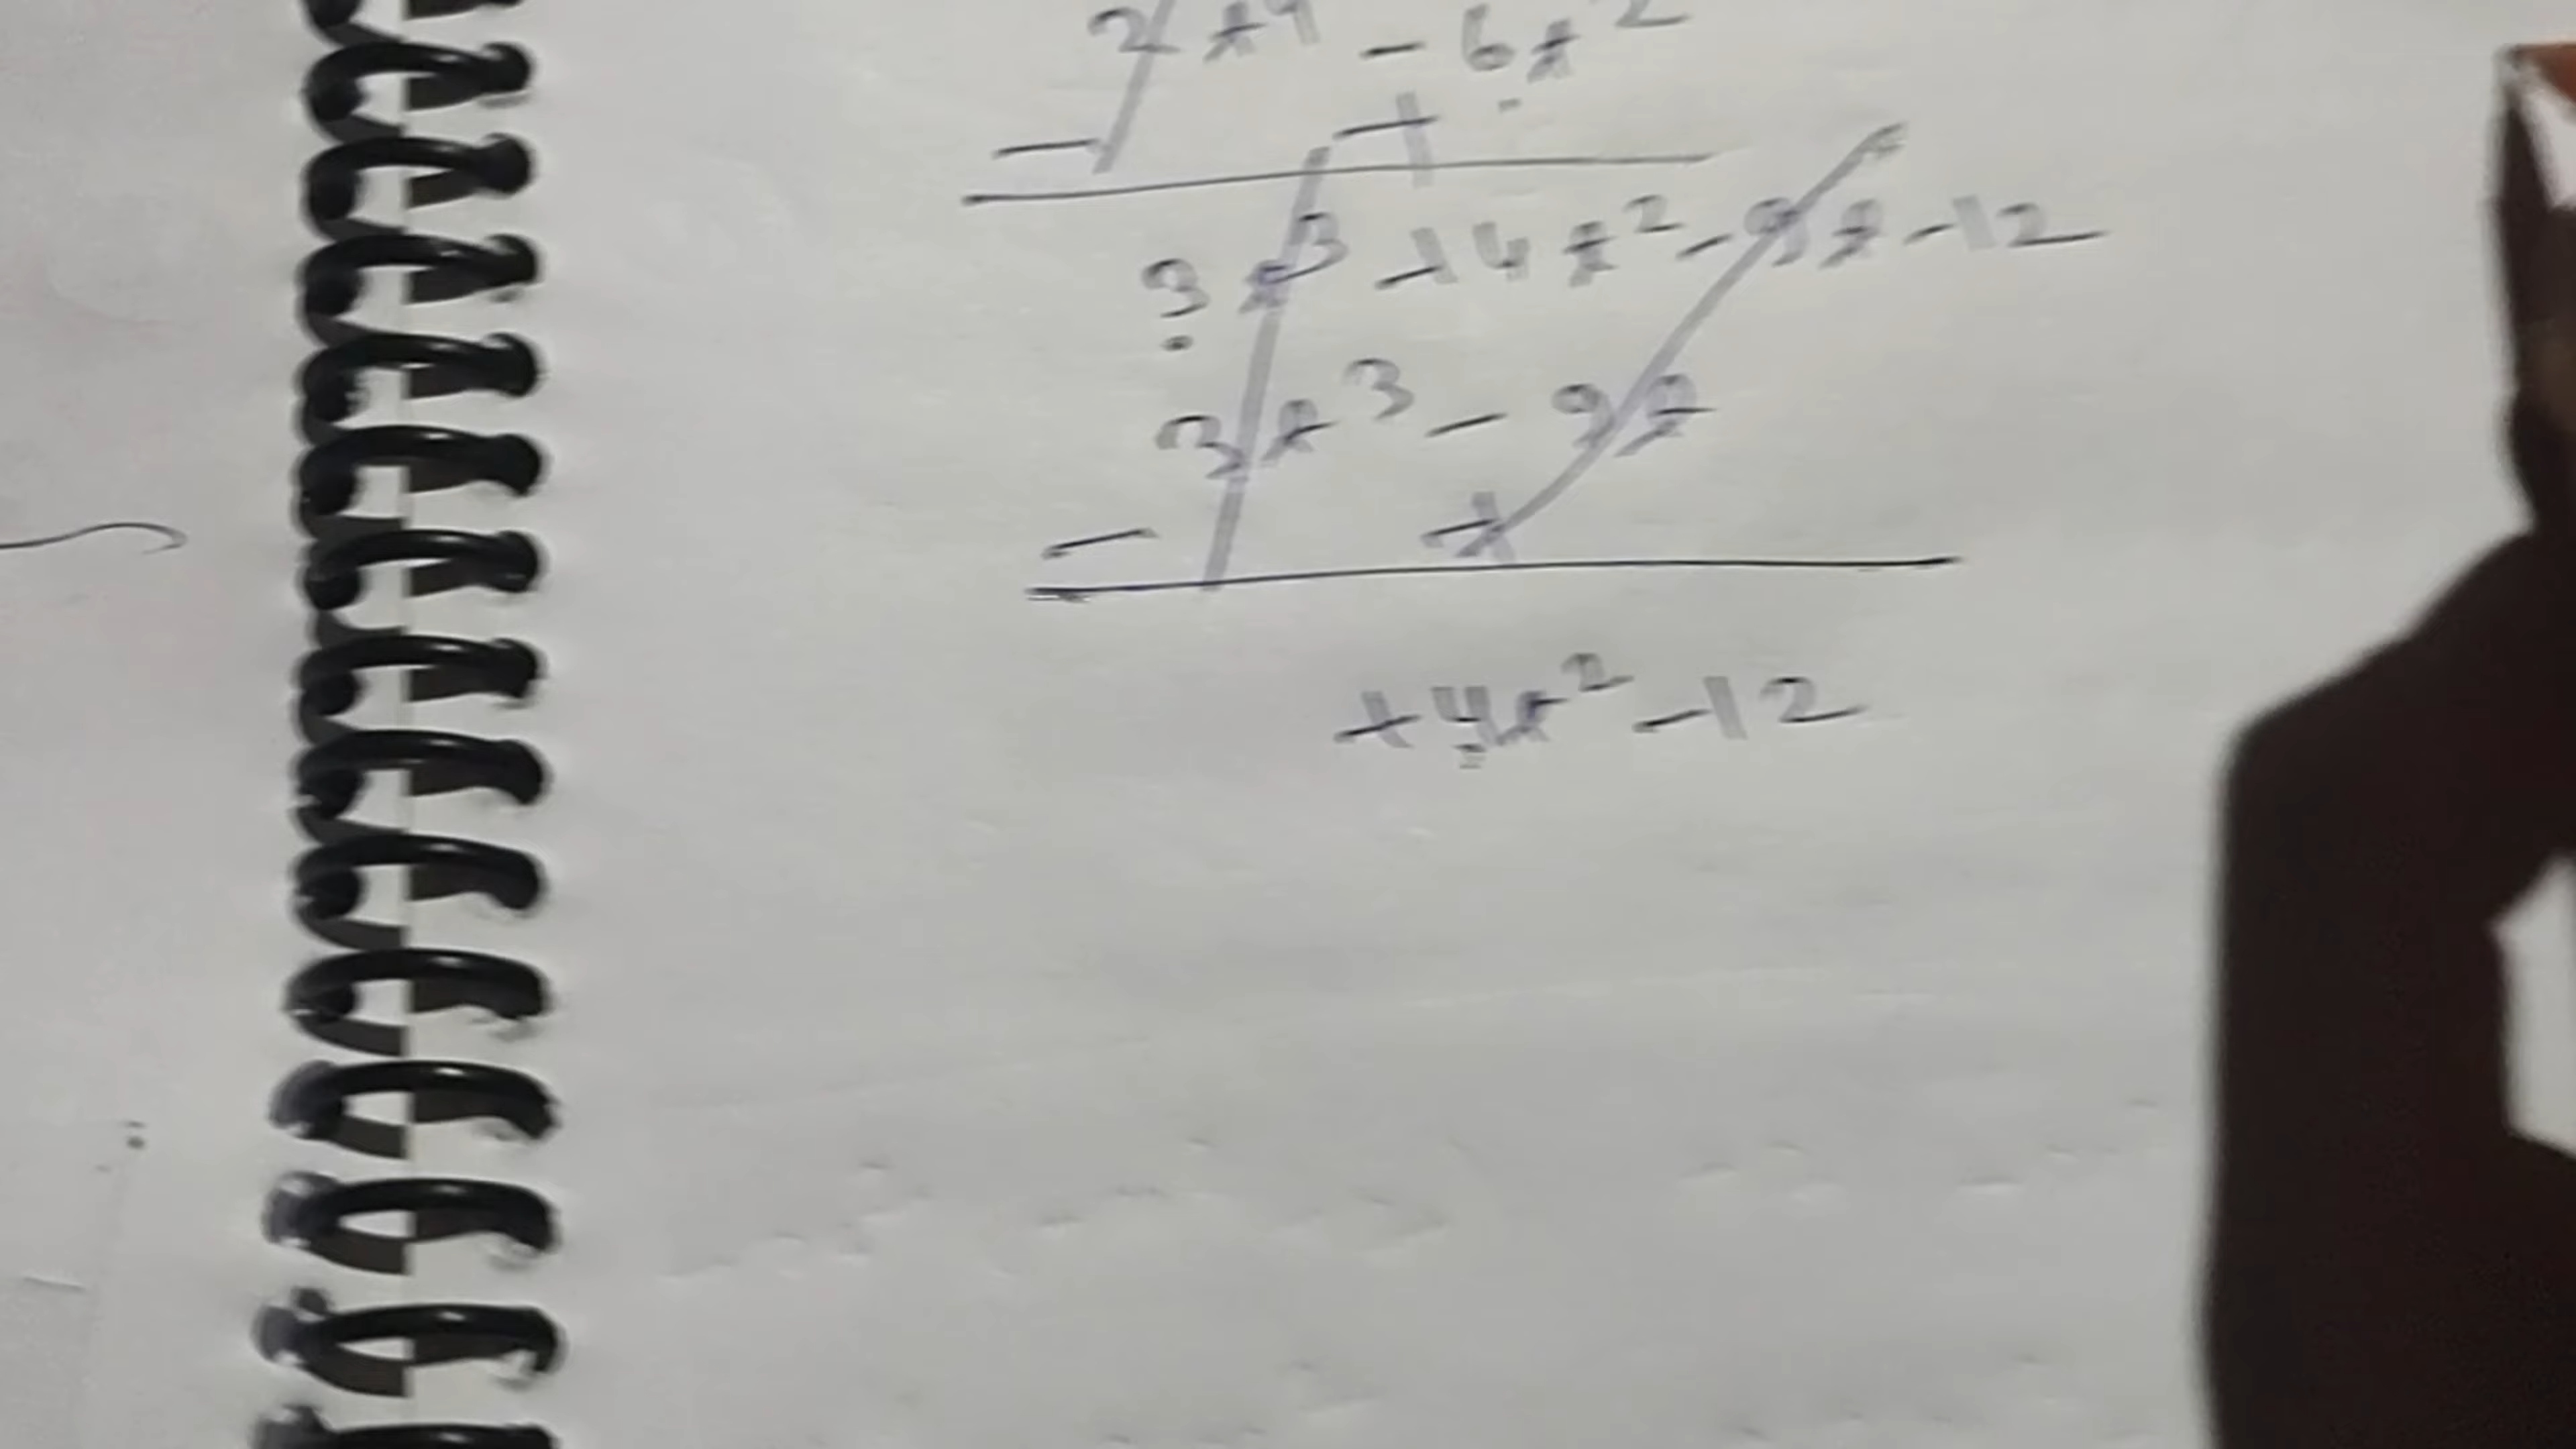 2x⁴ - 6x²
- +
3x³ + 4x² - 9x - 12
3x³ - 9x
- +
+4x² - 12